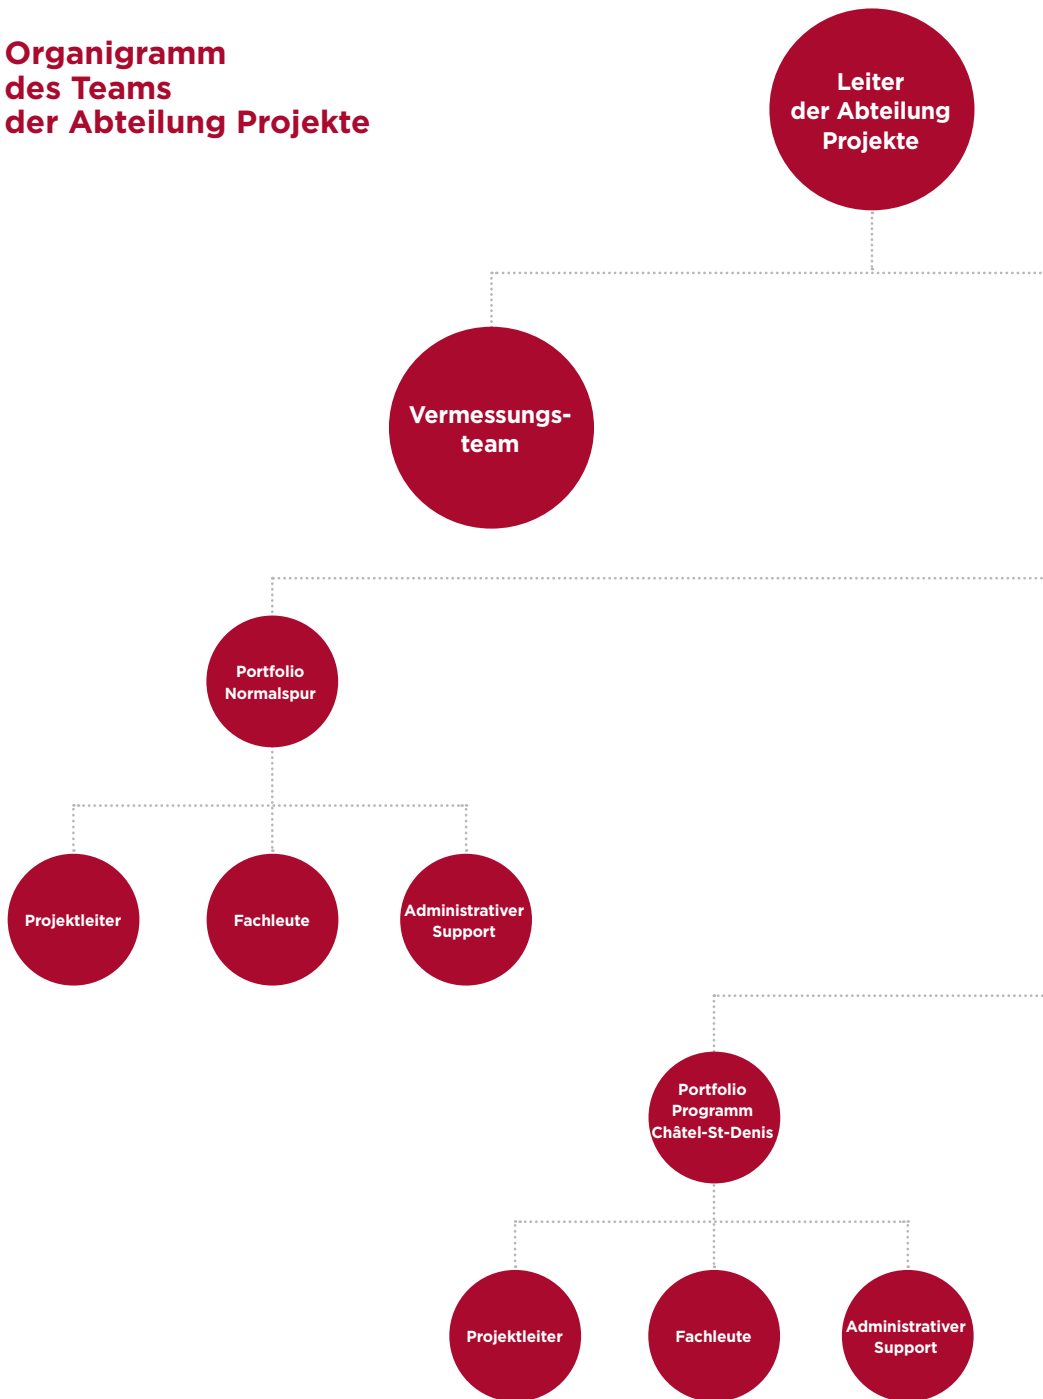 Organigramm
des Teams
der Abteilung Projekte
Leiter
der Abteilung
Projekte
Vermessungs-
team
Portfolio
Normalspur
Projektleiter
Fachleute
Administrativer
Support
Portfolio
Programm
Châtel-St-Denis
Projektleiter
Fachleute
Administrativer
Support